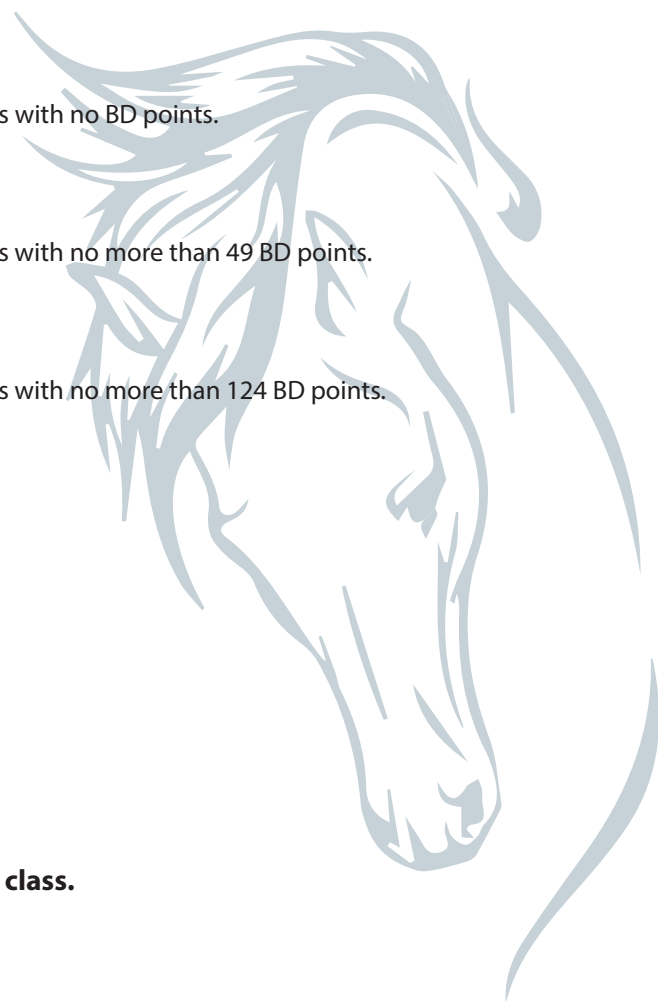 s with no BD points.
s with no more than 49 BD points.
s with no more than 124 BD points.
class.